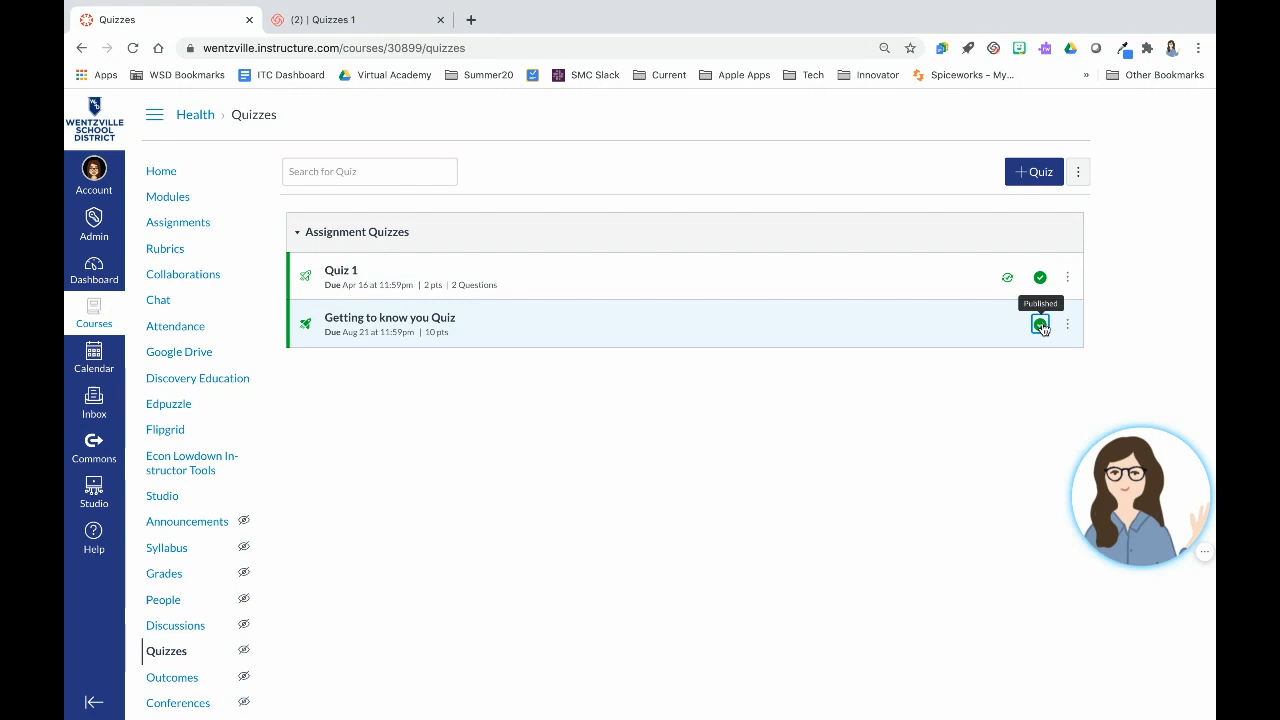 Quizzes
(2) | Quizzes 1
wentzville.instructure.com/courses/30899/quizzes
Apps
WSD Bookmarks
ITC Dashboard
Virtual Academy
Summer20
SMC Slack
Current
Apple Apps
Tech
Innovator
Spiceworks - My...
»
Other Bookmarks
WENTZVILLE
SCHOOL
DISTRICT
Health › Quizzes
Account
Admin
Dashboard
Courses
Calendar
Inbox
Commons
Studio
Help
Home
Modules
Assignments
Rubrics
Collaborations
Chat
Attendance
Google Drive
Discovery Education
Edpuzzle
Flipgrid
Econ Lowdown In-
structor Tools
Studio
Announcements
Syllabus
Grades
People
Discussions
Quizzes
Outcomes
Conferences
Search for Quiz
+ Quiz
Assignment Quizzes
Quiz 1
Due Apr 16 at 11:59pm | 2 pts | 2 Questions
Published
Getting to know you Quiz
Due Aug 21 at 11:59pm | 10 pts